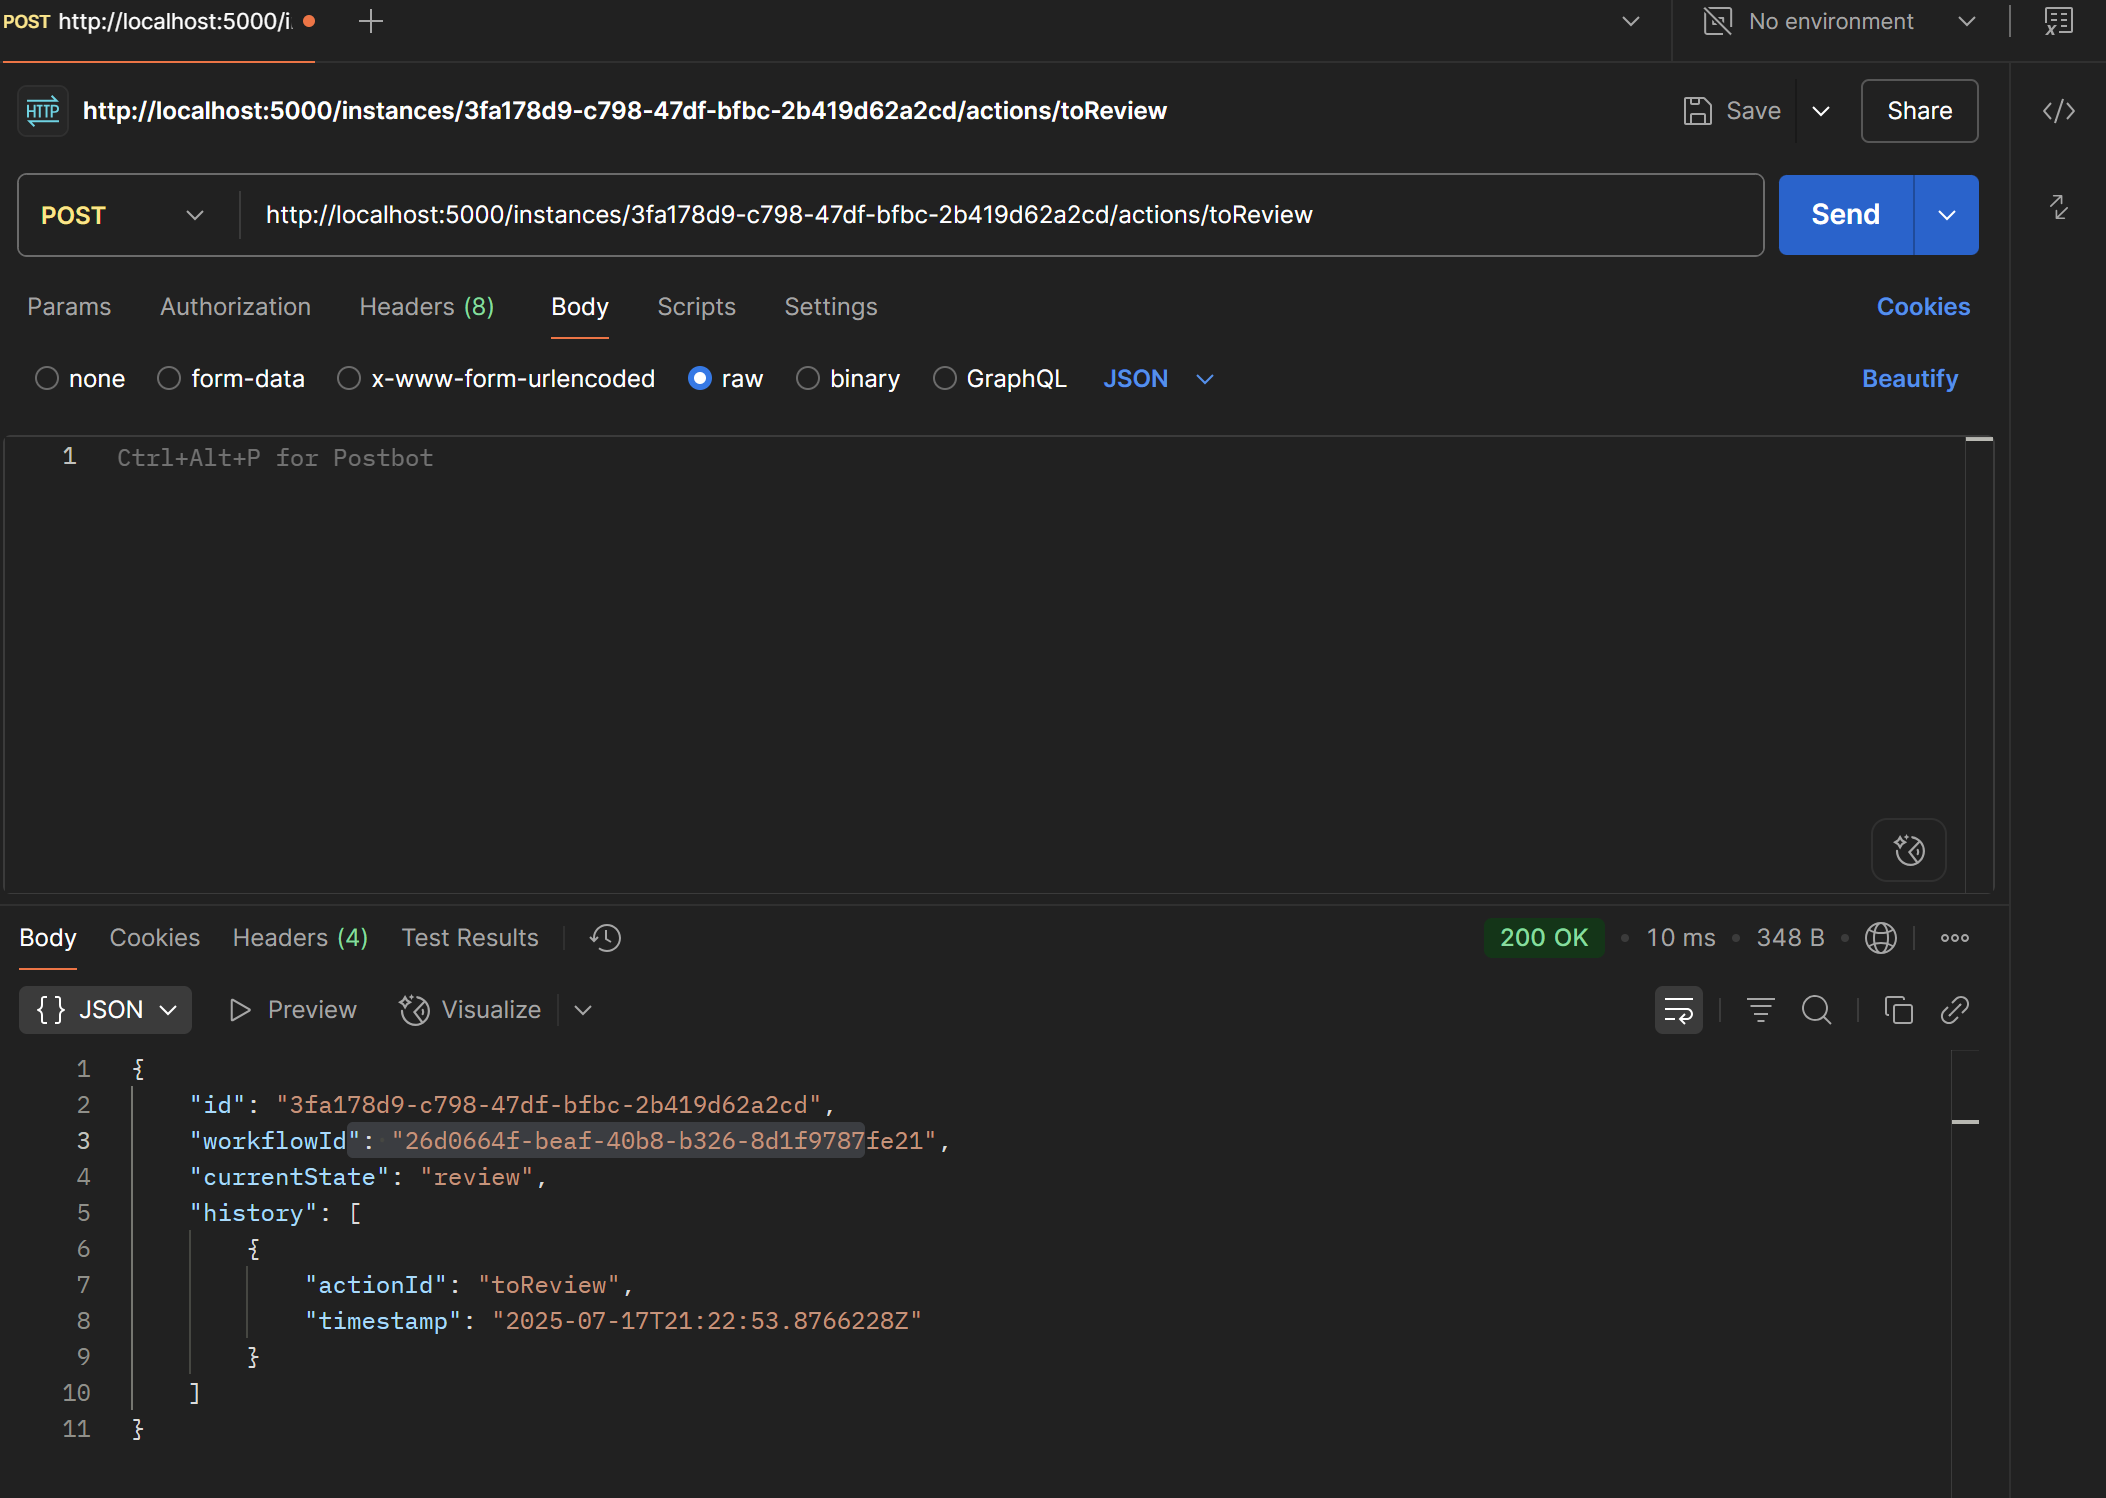 POST http://localhost:5000/i.
No environment
HTTP http://localhost:5000/instances/3fa178d9-c798-47df-bfbc-2b419d62a2cd/actions/toReview
Save
Share
POST http://localhost:5000/instances/3fa178d9-c798-47df-bfbc-2b419d62a2cd/actions/toReview
Send
Params Authorization Headers (8) Body Scripts Settings Cookies
none form-data x-www-form-urlencoded raw binary GraphQL JSON Beautify
1 Ctrl+Alt+P for Postbot
Body Cookies Headers (4) Test Results 200 OK • 10 ms • 348 B •
{} JSON Preview Visualize
1 {
2 "id": "3fa178d9-c798-47df-bfbc-2b419d62a2cd",
3 "workflowId": "26d0664f-beaf-40b8-b326-8d1f9787fe21",
4 "currentState": "review",
5 "history": [
6 {
7 "actionId": "toReview",
8 "timestamp": "2025-07-17T21:22:53.8766228Z"
9 }
10 ]
11 }